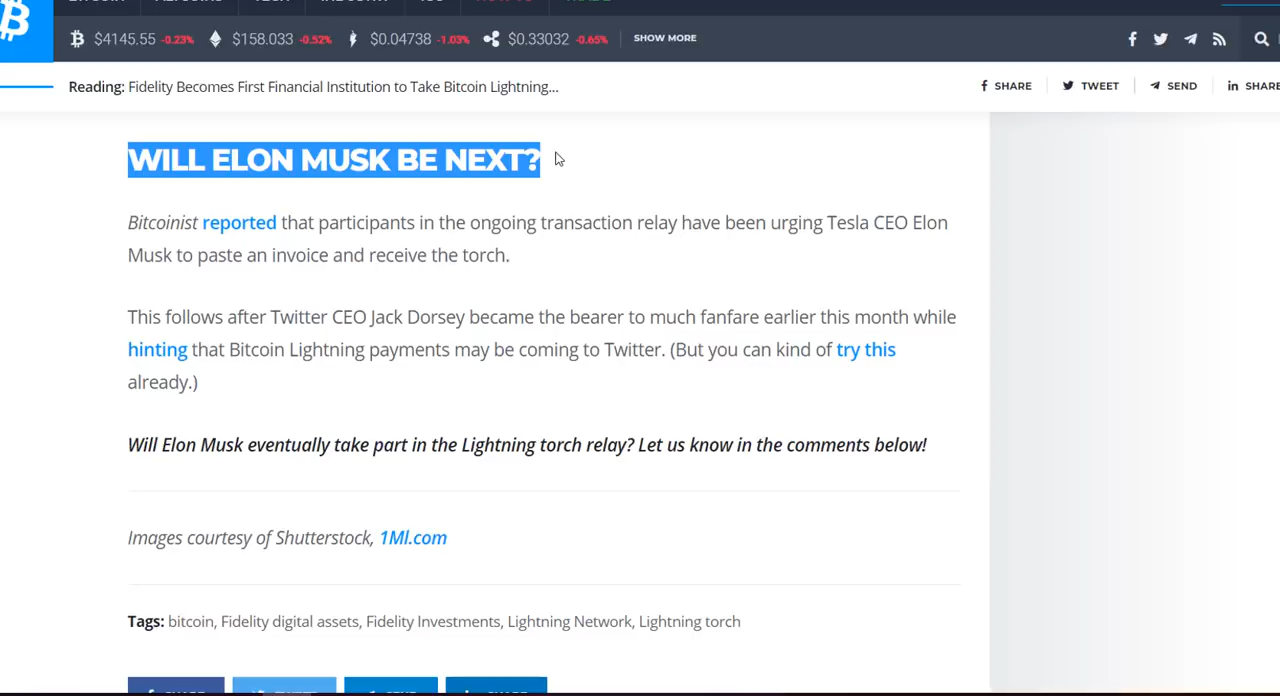 $4145.55 -0.23% $158.033 -0.52% $0.04738 -1.03% $0.33032 -0.65% SHOW MORE
Reading: Fidelity Becomes First Financial Institution to Take Bitcoin Lightning... SHARE TWEET SEND SHARE
WILL ELON MUSK BE NEXT?
Bitcoinist reported that participants in the ongoing transaction relay have been urging Tesla CEO Elon
Musk to paste an invoice and receive the torch.
This follows after Twitter CEO Jack Dorsey became the bearer to much fanfare earlier this month while
hinting that Bitcoin Lightning payments may be coming to Twitter. (But you can kind of try this
already.)
Will Elon Musk eventually take part in the Lightning torch relay? Let us know in the comments below!
Images courtesy of Shutterstock, 1Ml.com
Tags: bitcoin, Fidelity digital assets, Fidelity Investments, Lightning Network, Lightning torch